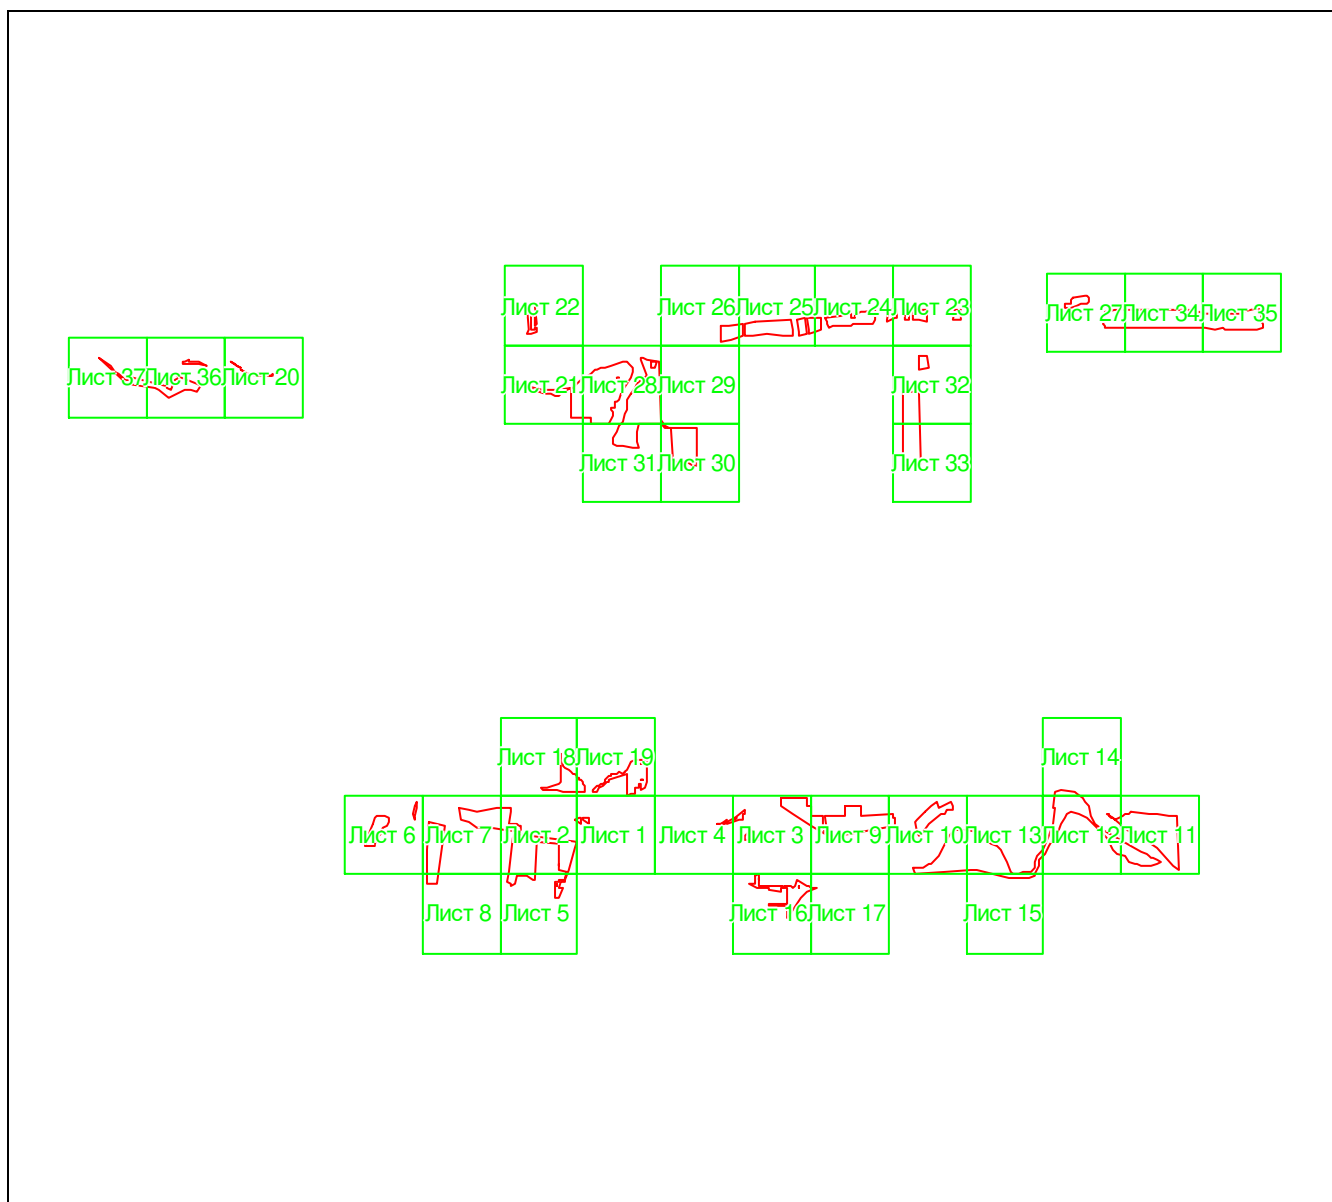 Лист 22
Лист 26
Лист 25
Лист 24
Лист 23
Лист 27
Лист 34
Лист 35
Лист 37
Лист 36
Лист 20
Лист 21
Лист 28
Лист 29
Лист 32
Лист 31
Лист 30
Лист 33
Лист 18
Лист 19
Лист 14
Лист 6
Лист 7
Лист 2
Лист 1
Лист 4
Лист 3
Лист 9
Лист 10
Лист 13
Лист 12
Лист 11
Лист 8
Лист 5
Лист 16
Лист 17
Лист 15